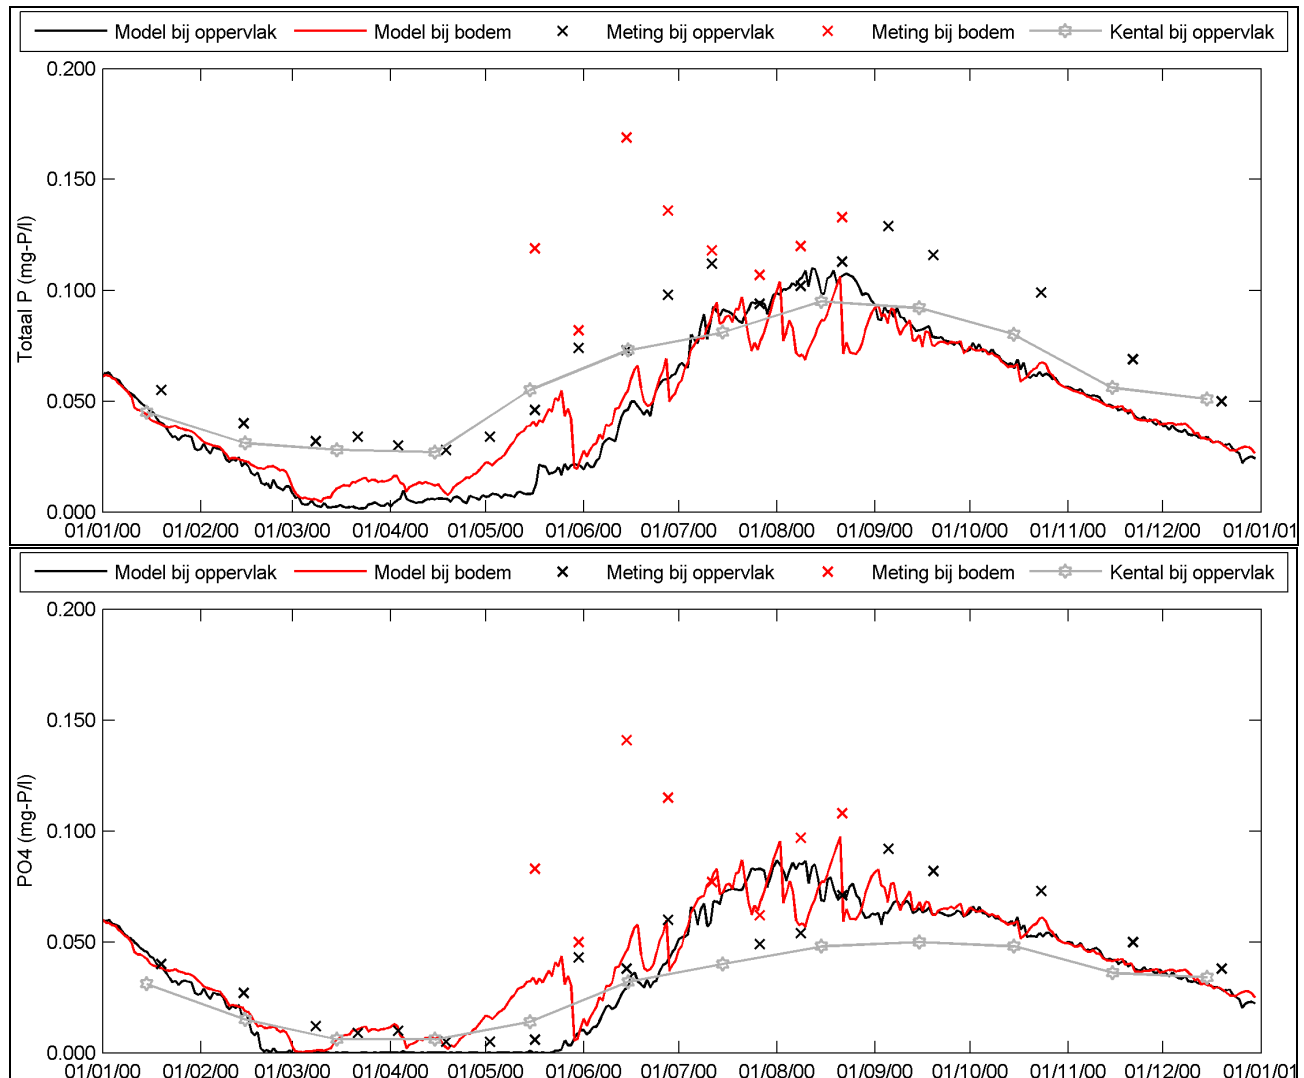 Model bij oppervlak Model bij bodem Meting bij oppervlak Meting bij bodem Kental bij oppervlak
0.200
0.150
0.100
0.050
0.000
Totaal P (mg-P/l)
01/01/00 01/02/00 01/03/00 01/04/00 01/05/00 01/06/00 01/07/00 01/08/00 01/09/00 01/10/00 01/11/00 01/12/00 01/01/01
Model bij oppervlak Model bij bodem Meting bij oppervlak Meting bij bodem Kental bij oppervlak
0.200
0.150
0.100
0.050
0.000
PO4 (mg-P/l)
01/01/00 01/02/00 01/03/00 01/04/00 01/05/00 01/06/00 01/07/00 01/08/00 01/09/00 01/10/00 01/11/00 01/12/00 01/01/01